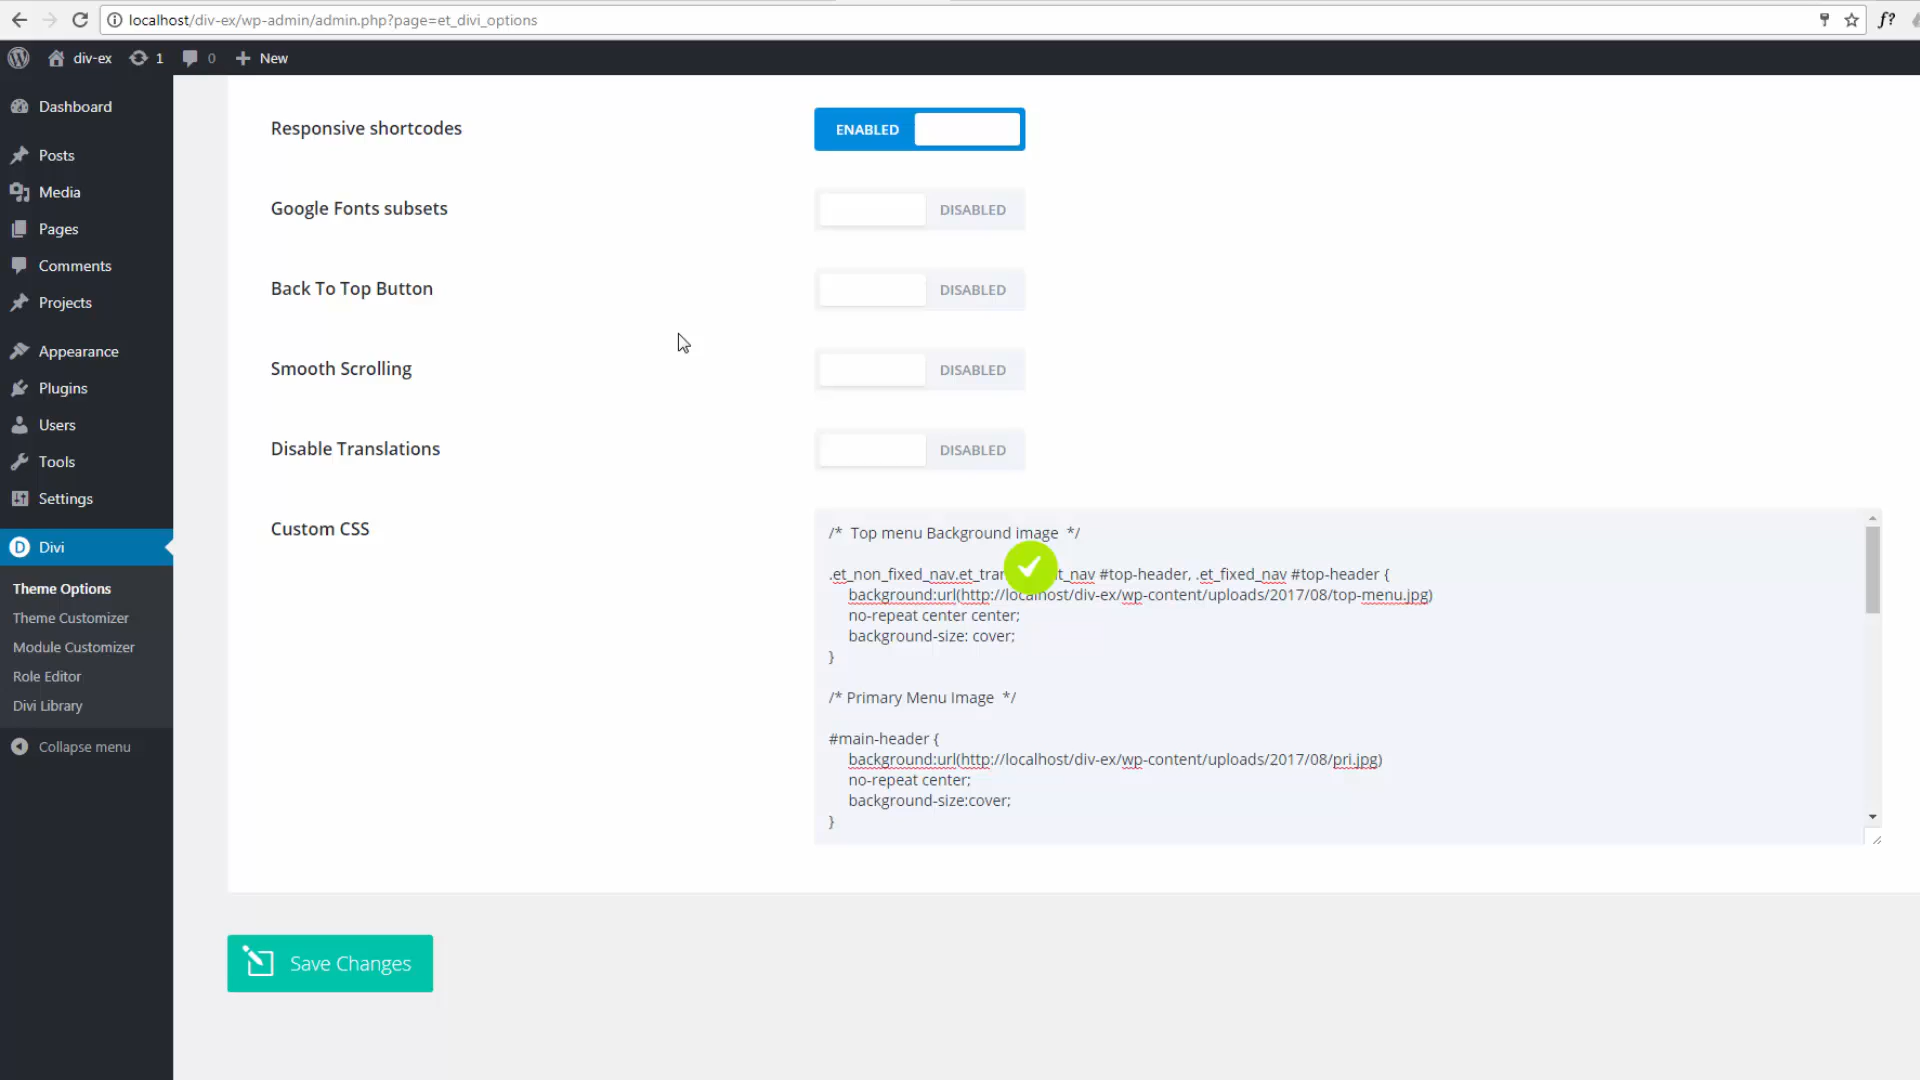 localhost/div-ex/wp-admin/admin.php?page=et_divi_options
f?
div-ex
1
0
New
Dashboard
Posts
Media
Pages
Comments
Projects
Appearance
Plugins
Users
Tools
Settings
D Divi
Theme Options
Theme Customizer
Module Customizer
Role Editor
Divi Library
Collapse menu
Responsive shortcodes
ENABLED
Google Fonts subsets
DISABLED
Back To Top Button
DISABLED
Smooth Scrolling
DISABLED
Disable Translations
DISABLED
Custom CSS
/* Top menu Background image */
.et_non_fixed_nav.et_tran t_nav #top-header, .et_fixed_nav #top-header {
background:url(http://localhost/div-ex/wp-content/uploads/2017/08/top-menu.jpg)
no-repeat center center;
background-size: cover;
}
/* Primary Menu Image */
#main-header {
background:url(http://localhost/div-ex/wp-content/uploads/2017/08/pri.jpg)
no-repeat center;
background-size:cover;
}
Save Changes